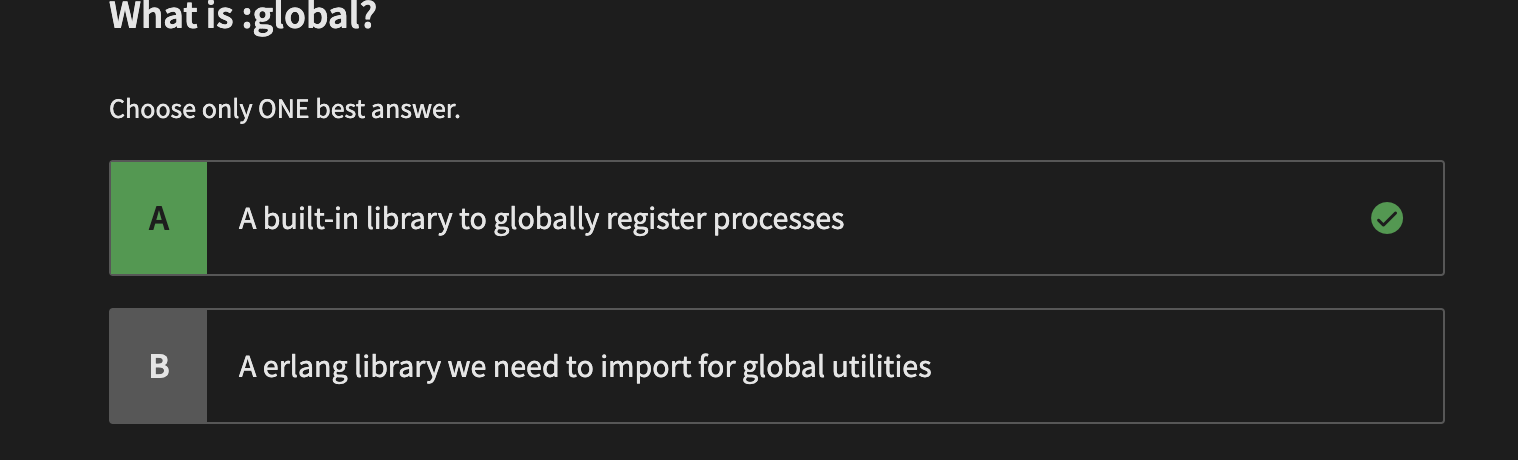 What is :global?
Choose only ONE best answer.
A
A built-in library to globally register processes
B
A erlang library we need to import for global utilities